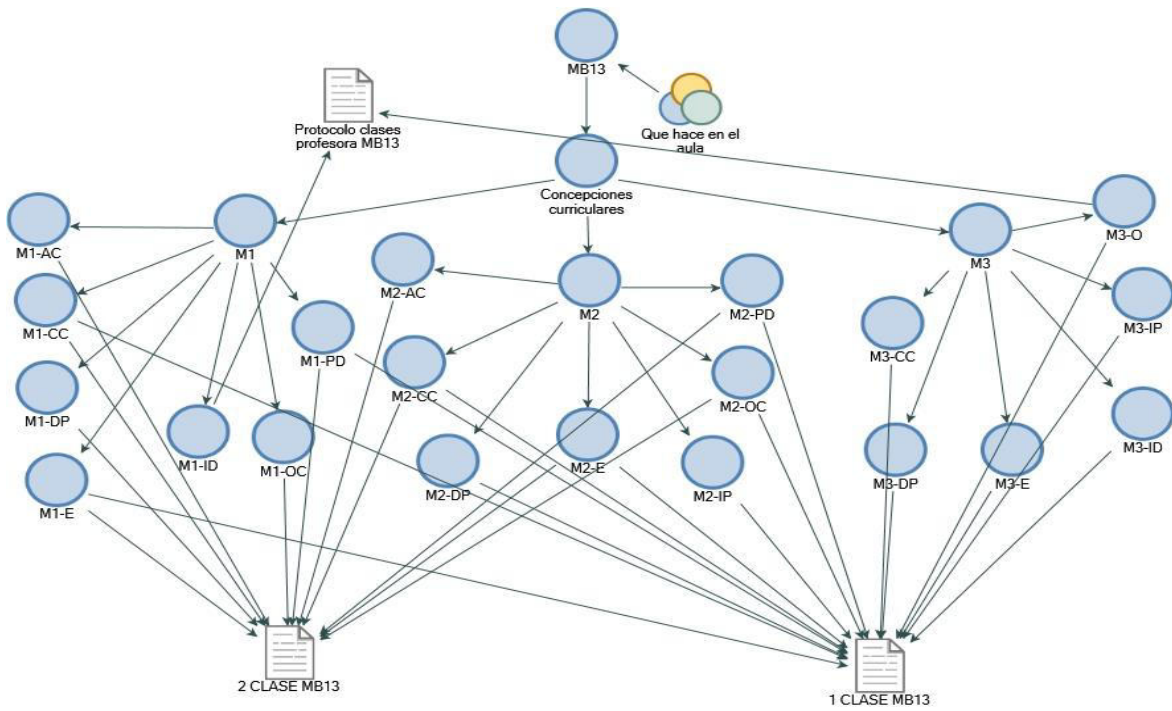 MB13
Protocolo clases
profesora MB13
Que hace en el
aula
Concepciones
curriculares
M1-AC
M1
M3
M3-O
M2-AC
M2
M2-PD
M1-CC
M1-PD
M3-CC
M3-IP
M2-CC
M2-OC
M1-DP
M1-ID
M1-OC
M2-DP
M2-E
M2-IP
M3-DP
M3-E
M3-ID
M1-E
2 CLASE MB13
1 CLASE MB13